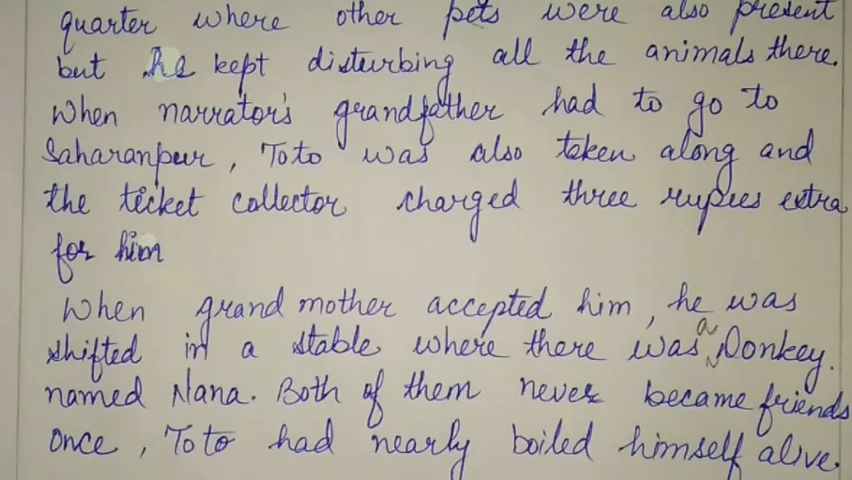 quarter where other pets were also present
but he kept disturbing all the animals there.
When narrator's grandfather had to go to
Saharanpur, Toto was also taken along and
the ticket collector charged three rupees extra
for him
When grand mother accepted him, he was
shifted in a stable where there was a Donkey.
named Nana. Both of them never became friends
once, Toto had nearly boiled himself alive.